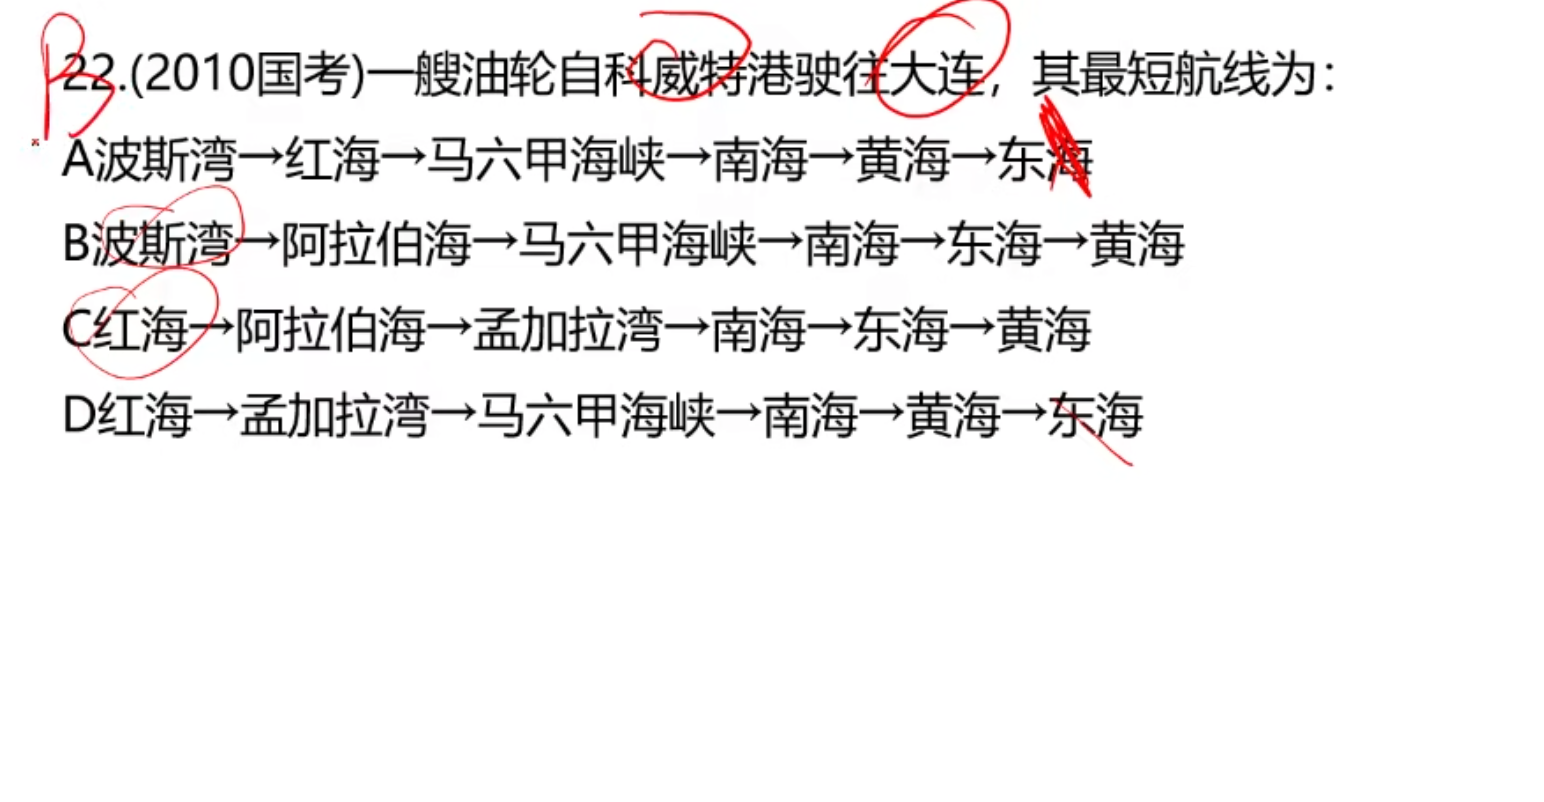 B
22.(2010国考)一艘油轮自科威特港驶往大连，其最短航线为：
A波斯湾→红海→马六甲海峡→南海→黄海→东海
B波斯湾→阿拉伯海→马六甲海峡→南海→东海→黄海
C红海→阿拉伯海→孟加拉湾→南海→东海→黄海
D红海→孟加拉湾→马六甲海峡→南海→黄海→东海